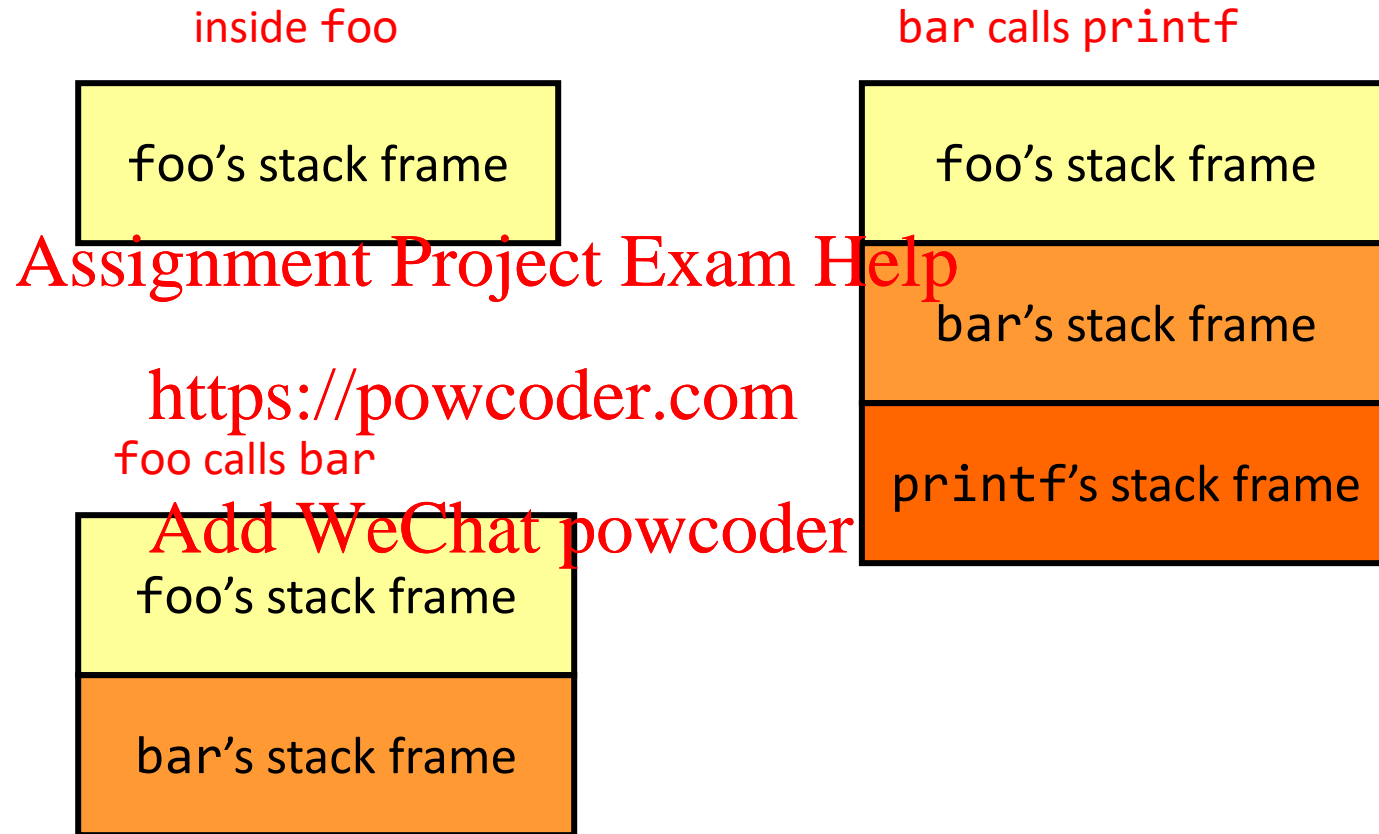 inside foo
bar calls printf
foo's stack frame
foo's stack frame
Assignment Project Exam Help
bar's stack frame
https://powcoder.com
foo calls bar
printf's stack frame
Add WeChat powcoder
foo's stack frame
bar's stack frame